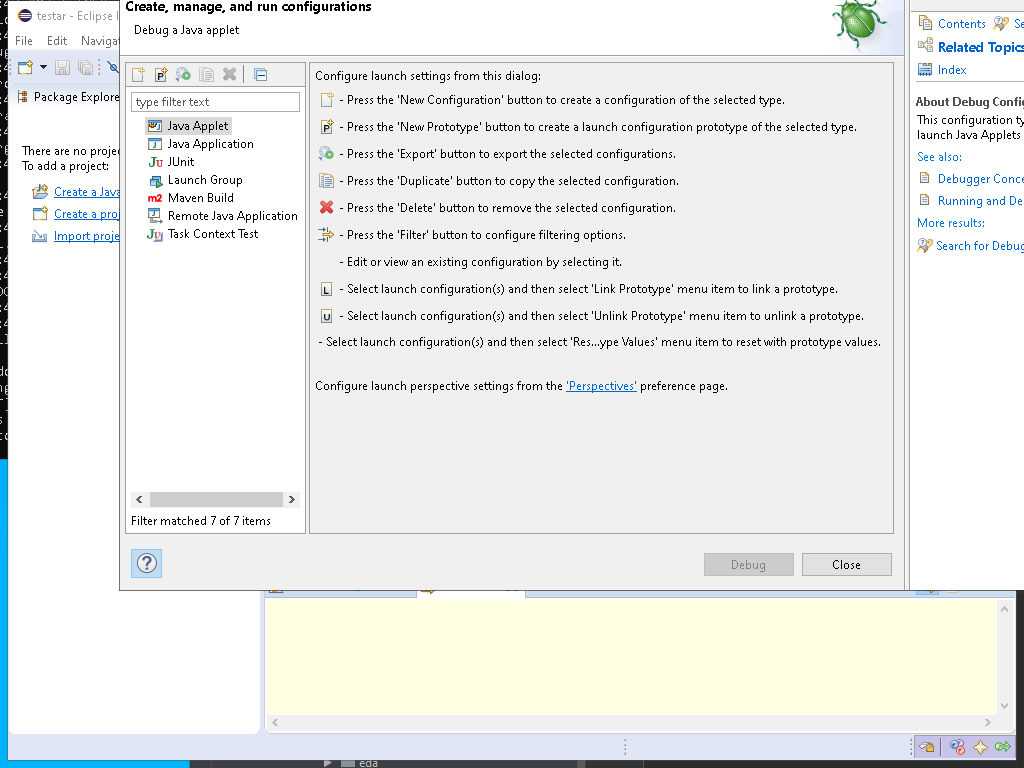 Create, manage, and run configurations
Debug a Java applet
testar - Eclipse I
File Edit Naviga
Package Explore
There are no projec
To add a project:
Create a Java
Create a proj
Import proje
type filter text
Java Applet
Java Application
JUnit
Launch Group
Maven Build
Remote Java Application
Task Context Test
Filter matched 7 of 7 items
Configure launch settings from this dialog:
- Press the 'New Configuration' button to create a configuration of the selected type.
- Press the 'New Prototype' button to create a launch configuration prototype of the selected type.
- Press the 'Export' button to export the selected configurations.
- Press the 'Duplicate' button to copy the selected configuration.
- Press the 'Delete' button to remove the selected configuration.
- Press the 'Filter' button to configure filtering options.
- Edit or view an existing configuration by selecting it.
- Select launch configuration(s) and then select 'Link Prototype' menu item to link a prototype.
- Select launch configuration(s) and then select 'Unlink Prototype' menu item to unlink a prototype.
- Select launch configuration(s) and then select 'Res...ype Values' menu item to reset with prototype values.
Configure launch perspective settings from the 'Perspectives' preference page.
Debug
Close
Contents Se
Related Topics
Index
About Debug Config
This configuration ty
launch Java Applets
See also:
Debugger Conce
Running and De
More results:
Search for Debug
eda